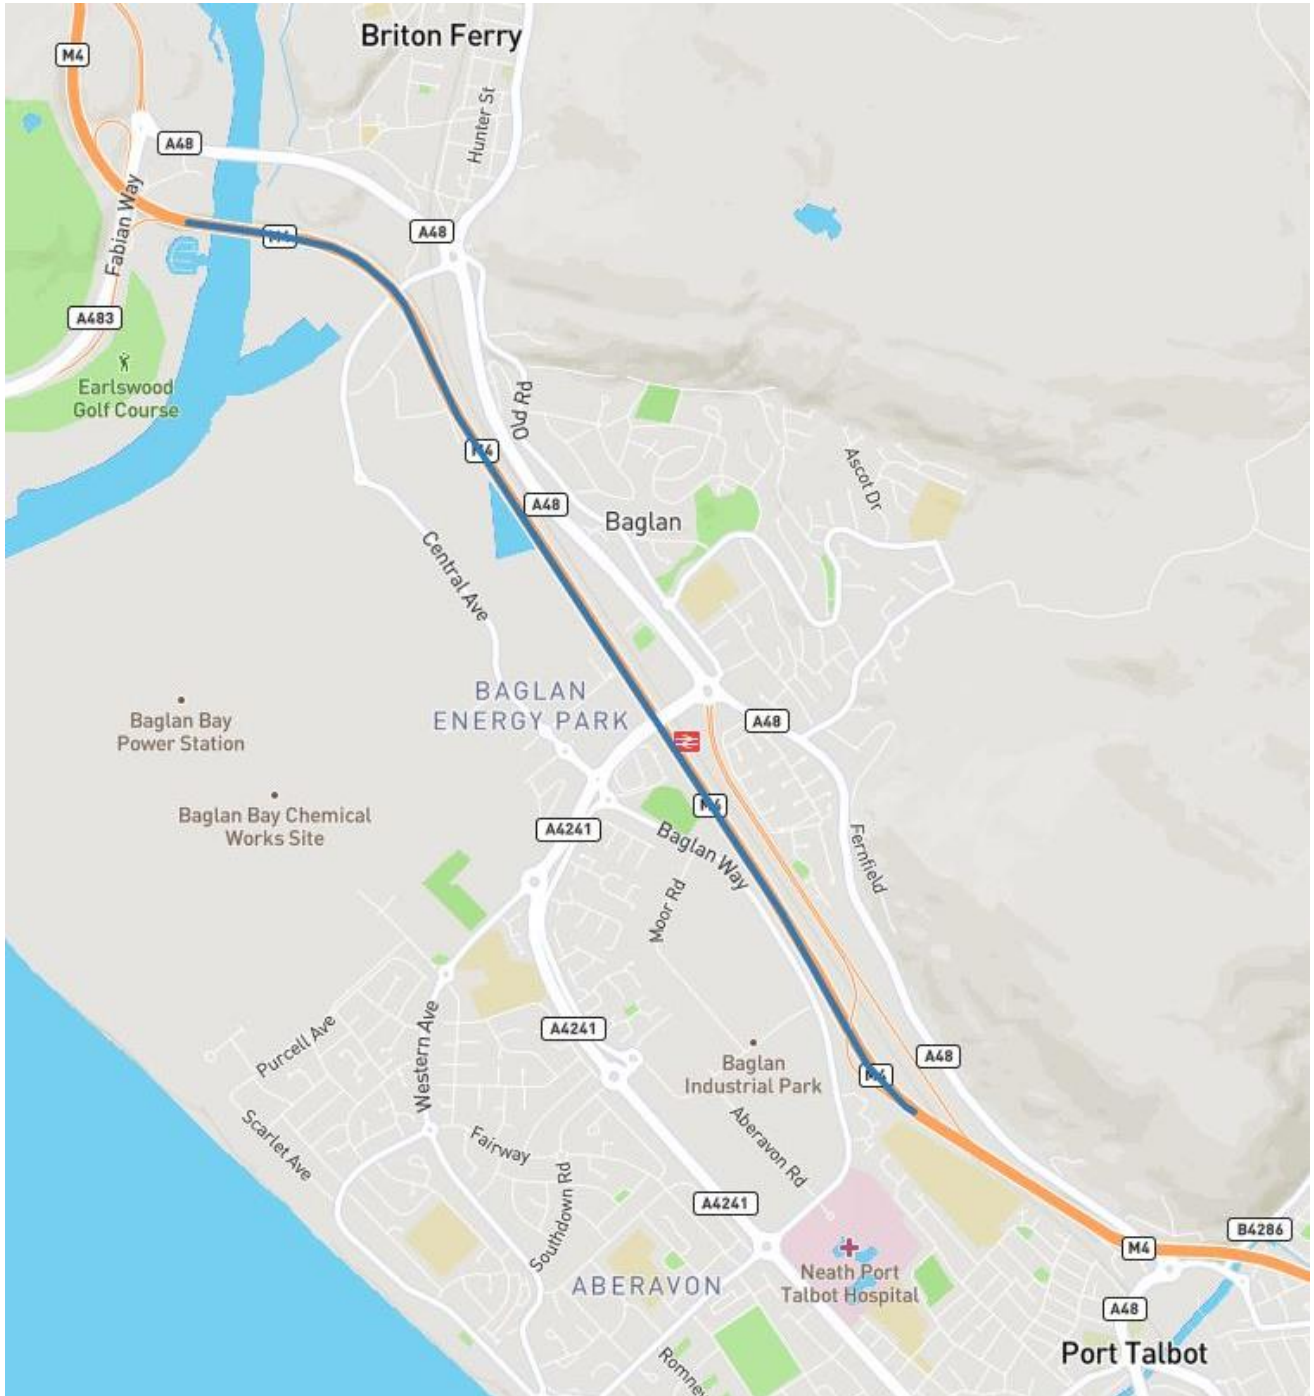 Briton Ferry
M4
Hunter St
A48
Fabian Way
A48
M4
A483
Earlswood
Golf Course
Old Rd
M4
Ascot Dr
A48
Baglan
Central Ave
BAGLAN
ENERGY PARK
Baglan Bay
Power Station
A48
Baglan Bay Chemical
Works Site
M4
A4241
Baglan Way
Fernfield
Moor Rd
Purcell Ave
Western Ave
A4241
Baglan
Industrial Park
A48
M4
Scarlet Ave
Fairway
Aberavon Rd
Southdown Rd
A4241
B4286
M4
Neath Port
Talbot Hospital
ABERAVON
A48
Port Talbot
Romney